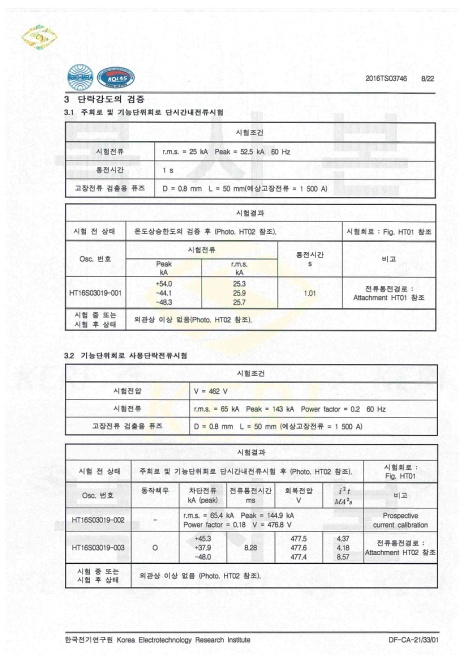 2016TS03746 8/22
3 단락강도의 검증
3.1 주회로 및 기능단위회로 단시간내전류시험
시험조건
시험전류 r.m.s. = 25 kA Peak = 52.5 kA 60 Hz
통전시간 1 s
고장전류 검출용 퓨즈 D = 0.8 mm L = 50 mm(예상고장전류 = 1 500 A)
시험결과
시험 전 상태 온도상승한도의 검증 후 (Photo. HT02 참조). 시험회로 : Fig. HT01 참조
Osc. 번호 시험전류 통전시간 s 비고
Peak kA r.m.s. kA
HT16S03019-001 +54.0 25.3 1.01 전류통전경로 :
-44.1 25.9 Attachment HT01 참조
-48.3 25.7
시험 중 또는
시험 후 상태 외관상 이상 없음(Photo. HT02 참조).
3.2 기능단위회로 사용단락전류시험
시험조건
시험전압 V = 462 V
시험전류 r.m.s. = 65 kA Peak = 143 kA Power factor = 0.2 60 Hz
고장전류 검출용 퓨즈 D = 0.8 mm L = 50 mm (예상고장전류 = 1 500 A)
시험결과
시험 전 상태 주회로 및 기능단위회로 단시간내전류시험 후 (Photo. HT02 참조). 시험회로 :
Fig. HT01
Osc. 번호 동작책무 차단전류 전류통전시간 회복전압 i²t 비고
kA (peak) ms V MA²s
HT16S03019-002 - r.m.s. = 65.4 kA Peak = 144.9 kA Prospective
Power factor = 0.18 V = 476.8 V current calibration
HT16S03019-003 O +45.3 8.28 477.5 4.37 전류통전경로 :
+37.9 477.6 4.18 Attachment HT02 참조
-48.0 477.4 8.57
시험 중 또는
시험 후 상태 외관상 이상 없음 (Photo. HT02 참조).
한국전기연구원 Korea Electrotechnology Research Institute DF-CA-21/33/01